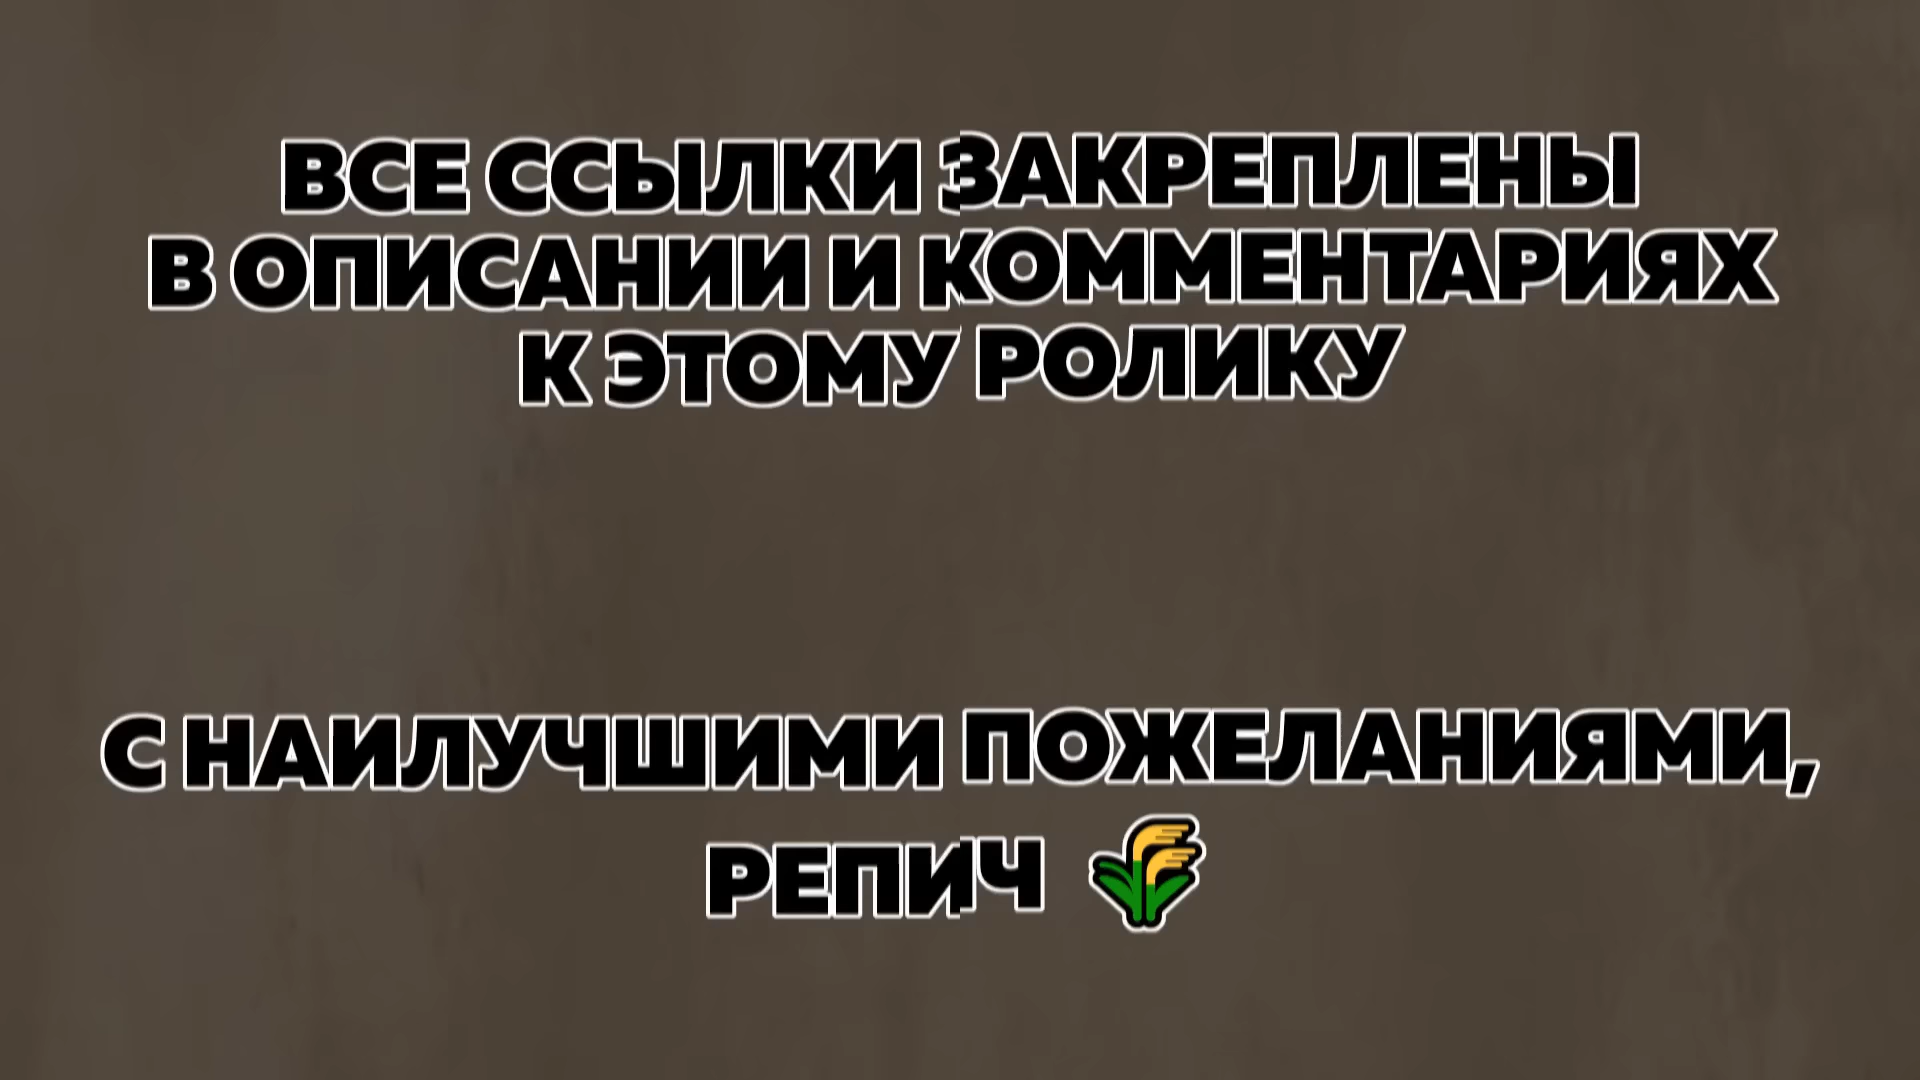 ВСЕ ССЫЛКИ ЗАКРЕПЛЕНЫ
В ОПИСАНИИ И КОММЕНТАРИЯХ
К ЭТОМУ РОЛИКУ
С НАИЛУЧШИМИ ПОЖЕЛАНИЯМИ,
РЕПИЧ